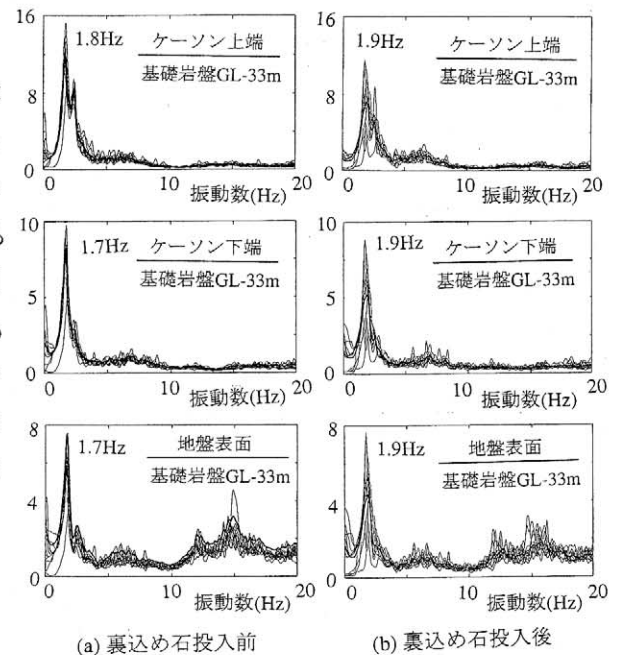 16
12
8
4
0
1.8Hz
ケーソン上端
基礎岩盤GL-33m
0 10 20
振動数(Hz)
16
8
0
1.9Hz
ケーソン上端
基礎岩盤GL-33m
0 10 20
振動数(Hz)
10
5
0
1.7Hz
ケーソン下端
基礎岩盤GL-33m
0 10 20
振動数(Hz)
10
5
0
1.9Hz
ケーソン下端
基礎岩盤GL-33m
0 10 20
振動数(Hz)
8
4
0
1.7Hz
地盤表面
基礎岩盤GL-33m
0 10 20
振動数(Hz)
8
4
0
1.9Hz
地盤表面
基礎岩盤GL-33m
0 10 20
振動数(Hz)
(a) 裏込め石投入前
(b) 裏込め石投入後